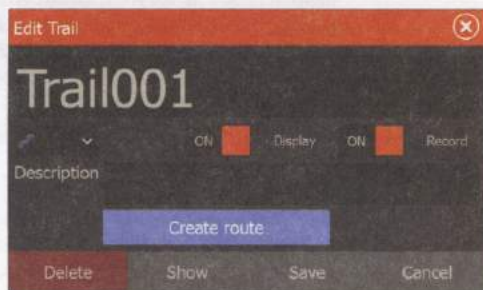 Edit Trail
Trail001
ON Display ON Record
Description
Create route
Delete Show Save Cancel